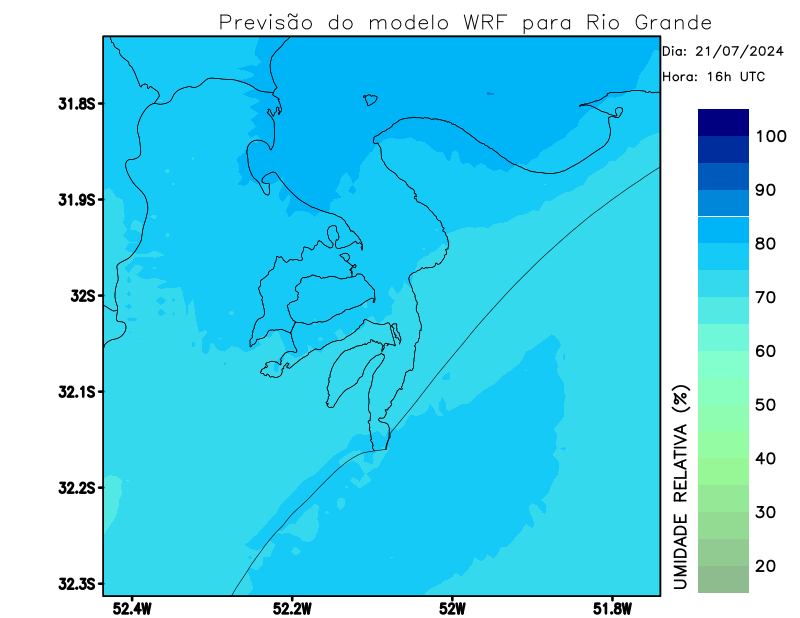 Previsão do modelo WRF para Rio Grande
Dia: 21/07/2024
Hora: 16h UTC
31.8S
31.9S
32S
32.1S
32.2S
32.3S
52.4W
52.2W
52W
51.8W
100
90
80
70
60
50
40
30
20
UMIDADE RELATIVA (%)